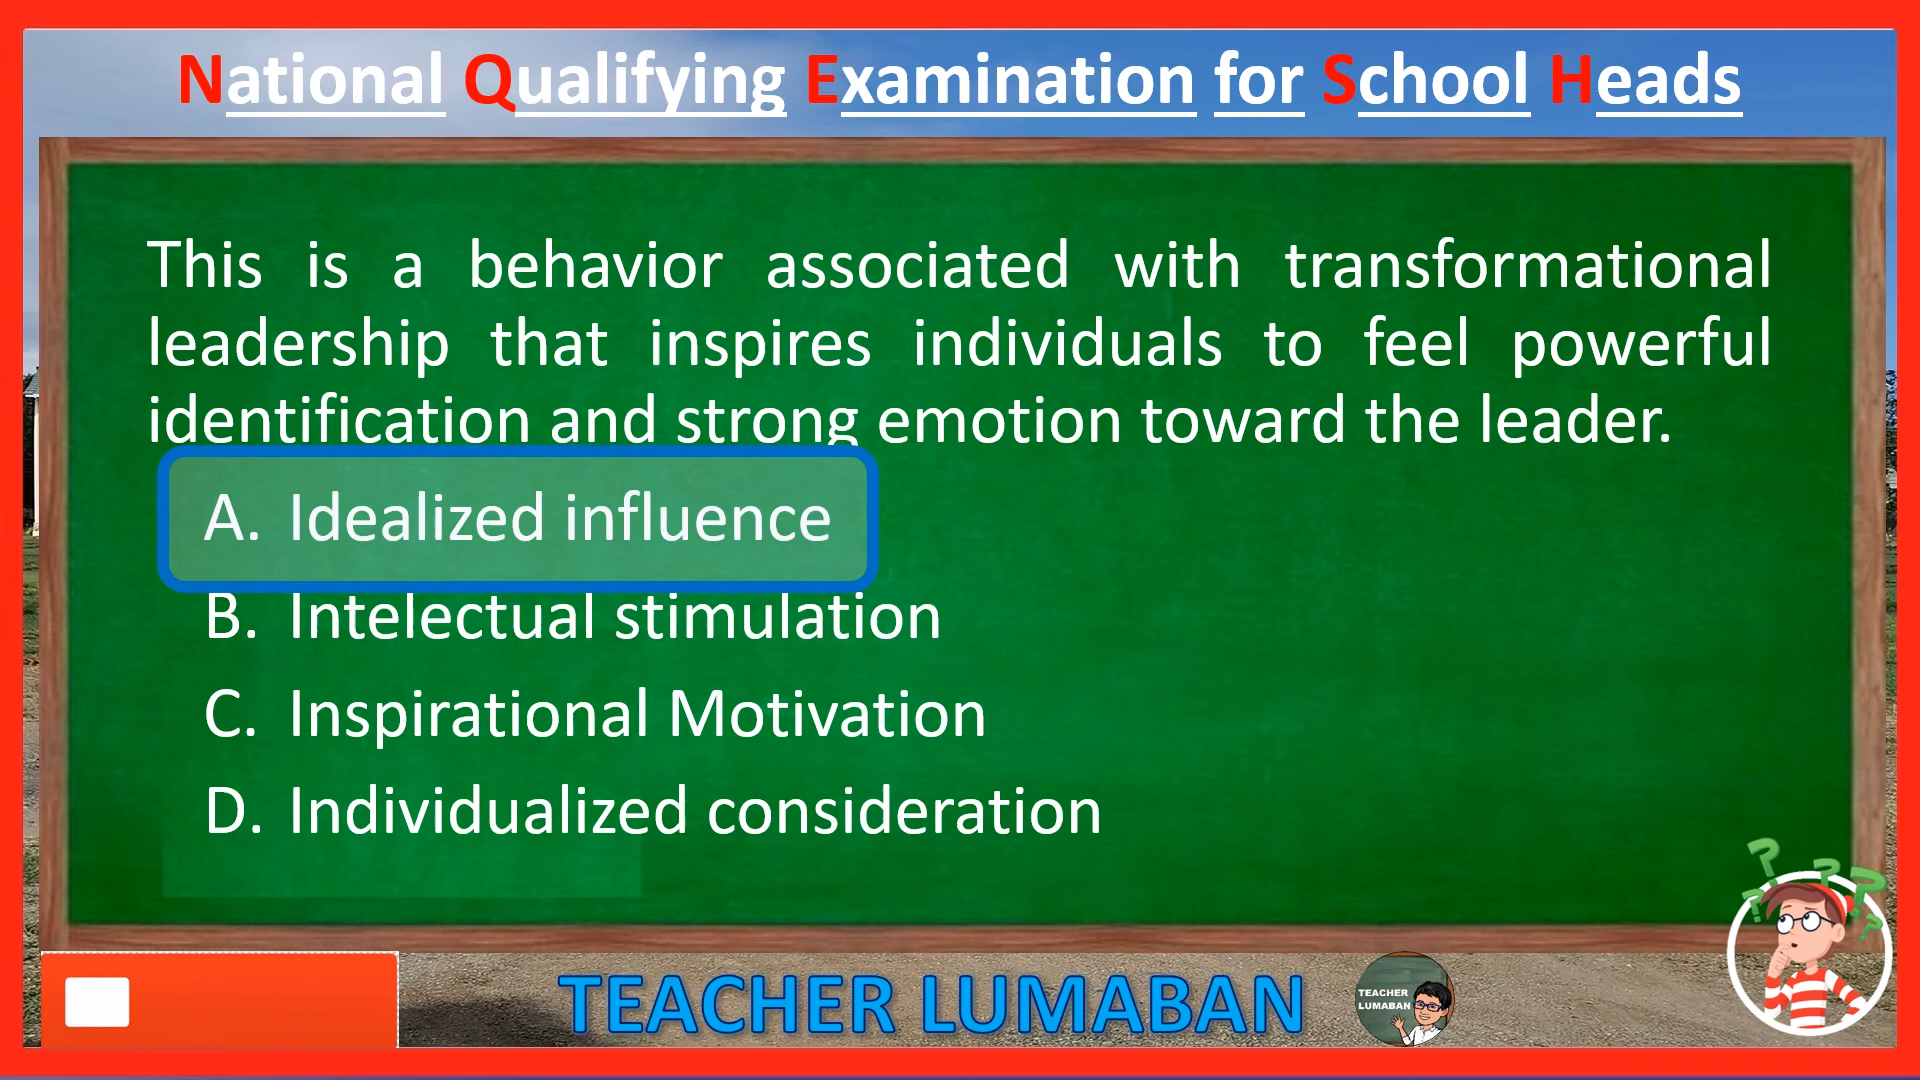 National Qualifying Examination for School Heads
This is a behavior associated with transformational
leadership that inspires individuals to feel powerful
identification and strong emotion toward the leader.
A. Idealized influence
B. Intelectual stimulation
C. Inspirational Motivation
D. Individualized consideration
TEACHER LUMABAN
TEACHER
LUMABAN